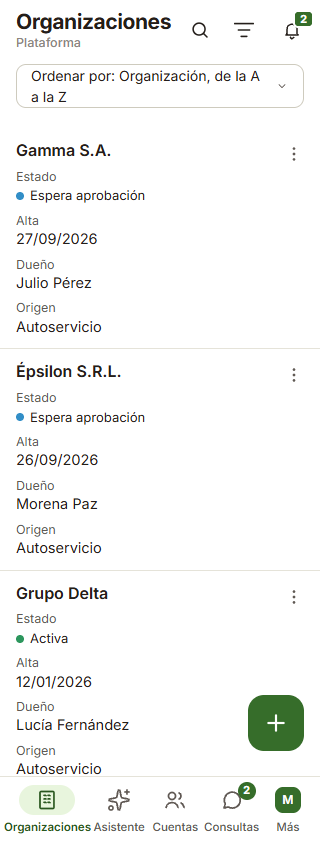 Organizaciones
Plataforma
2
Ordenar por: Organización, de la A
a la Z
Gamma S.A.
Estado
Espera aprobación
Alta
27/09/2026
Dueño
Julio Pérez
Origen
Autoservicio
Épsilon S.R.L.
Estado
Espera aprobación
Alta
26/09/2026
Dueño
Morena Paz
Origen
Autoservicio
Grupo Delta
Estado
Activa
Alta
12/01/2026
Dueño
Lucía Fernández
Origen
Autoservicio
2
M
Organizaciones Asistente Cuentas Consultas Más